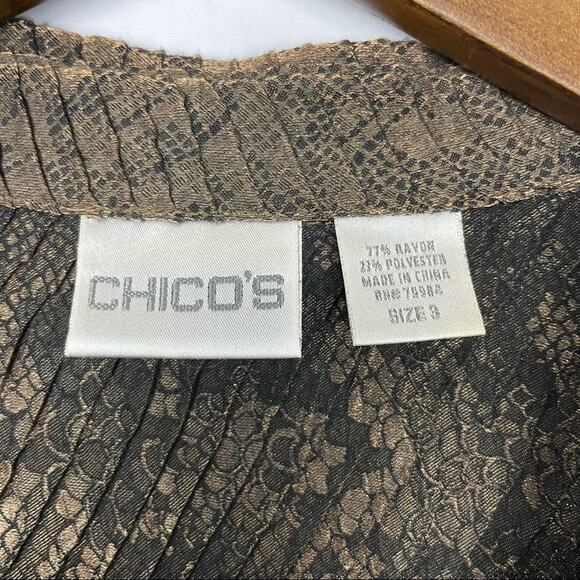 CHICO'S
77% RAYON
23% POLYESTER
MADE IN CHINA
RN# 79984
SIZE 3